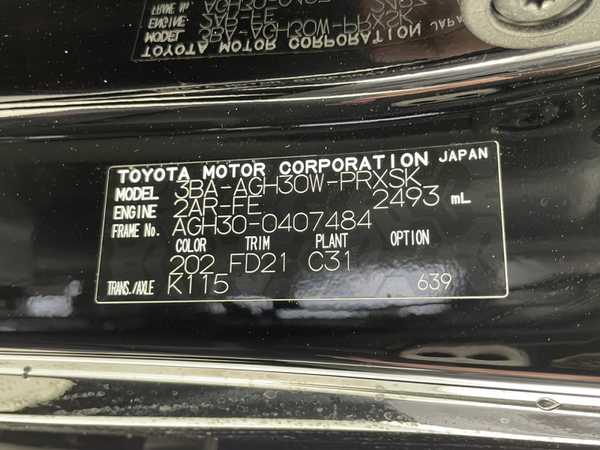 TOYOTA MOTOR CORPORATION JAPAN
MODEL 3BA-AGH30W-PRXSK
ENGINE 2AR-FE 2493 mL
FRAME No. AGH30-0407484
COLOR TRIM PLANT OPTION
202 FD21 C31
TRANS./AXLE K115 639